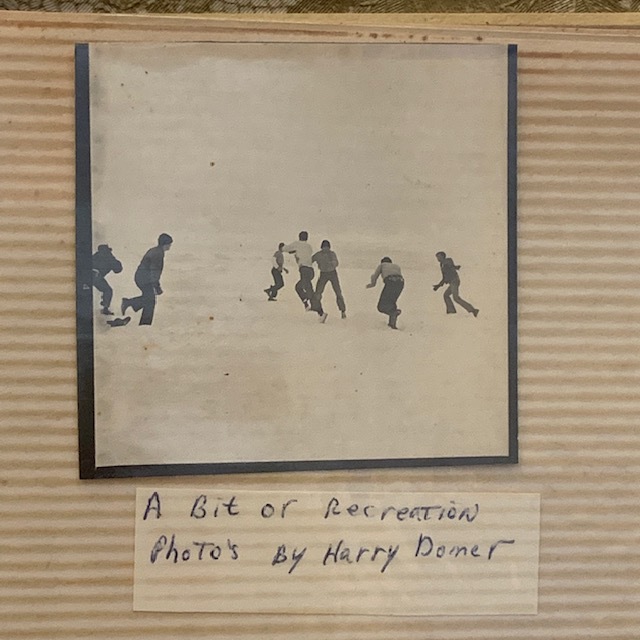 A Bit of Recreation
Photo's By Harry Domer